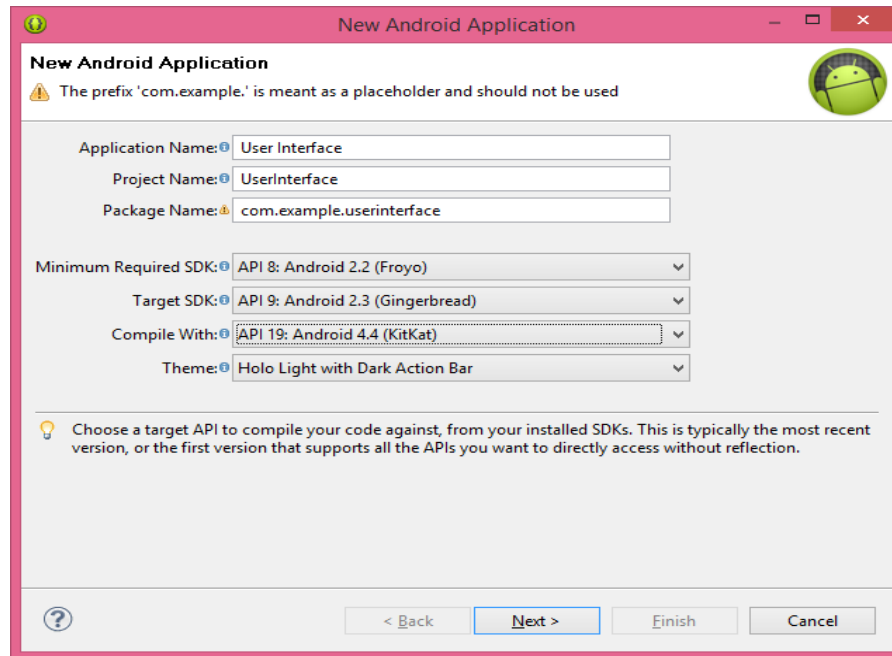 New Android Application
New Android Application
The prefix 'com.example.' is meant as a placeholder and should not be used
Application Name: User Interface
Project Name: UserInterface
Package Name: com.example.userinterface
Minimum Required SDK: API 8: Android 2.2 (Froyo)
Target SDK: API 9: Android 2.3 (Gingerbread)
Compile With: API 19: Android 4.4 (KitKat)
Theme: Holo Light with Dark Action Bar
Choose a target API to compile your code against, from your installed SDKs. This is typically the most recent
version, or the first version that supports all the APIs you want to directly access without reflection.
? < Back Next > Finish Cancel